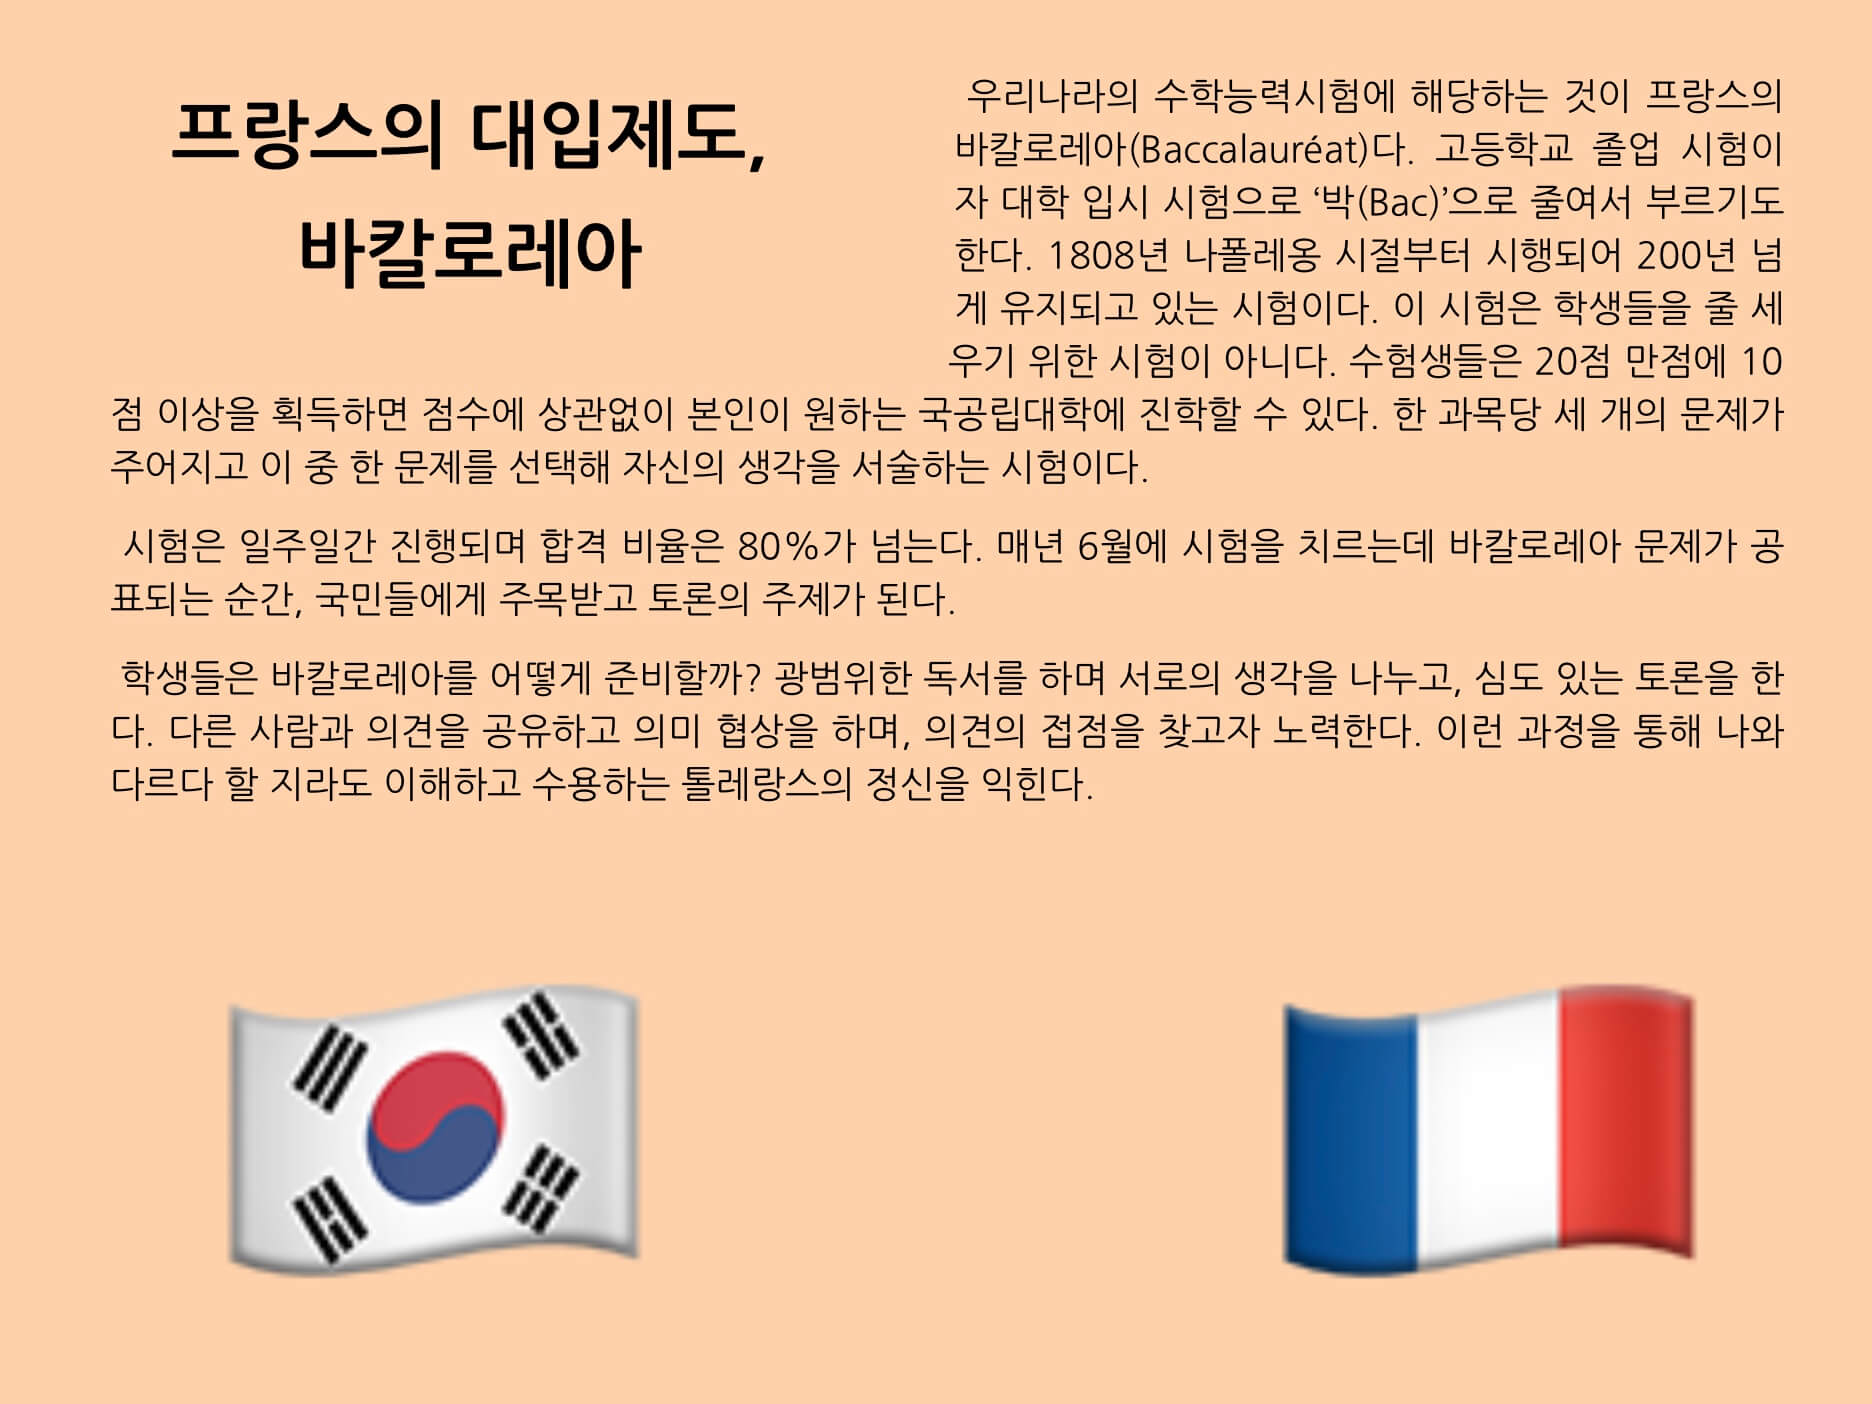 프랑스의 대입제도,
바칼로레아
우리나라의 수학능력시험에 해당하는 것이 프랑스의
바칼로레아(Baccalauréat)다. 고등학교 졸업 시험이
자 대학 입시 시험으로 ‘박(Bac)’으로 줄여서 부르기도
한다. 1808년 나폴레옹 시절부터 시행되어 200년 넘
게 유지되고 있는 시험이다. 이 시험은 학생들을 줄 세
우기 위한 시험이 아니다. 수험생들은 20점 만점에 10
점 이상을 획득하면 점수에 상관없이 본인이 원하는 국공립대학에 진학할 수 있다. 한 과목당 세 개의 문제가
주어지고 이 중 한 문제를 선택해 자신의 생각을 서술하는 시험이다.
시험은 일주일간 진행되며 합격 비율은 80%가 넘는다. 매년 6월에 시험을 치르는데 바칼로레아 문제가 공
표되는 순간, 국민들에게 주목받고 토론의 주제가 된다.
학생들은 바칼로레아를 어떻게 준비할까? 광범위한 독서를 하며 서로의 생각을 나누고, 심도 있는 토론을 한
다. 다른 사람과 의견을 공유하고 의미 협상을 하며, 의견의 접점을 찾고자 노력한다. 이런 과정을 통해 나와
다르다 할 지라도 이해하고 수용하는 톨레랑스의 정신을 익힌다.